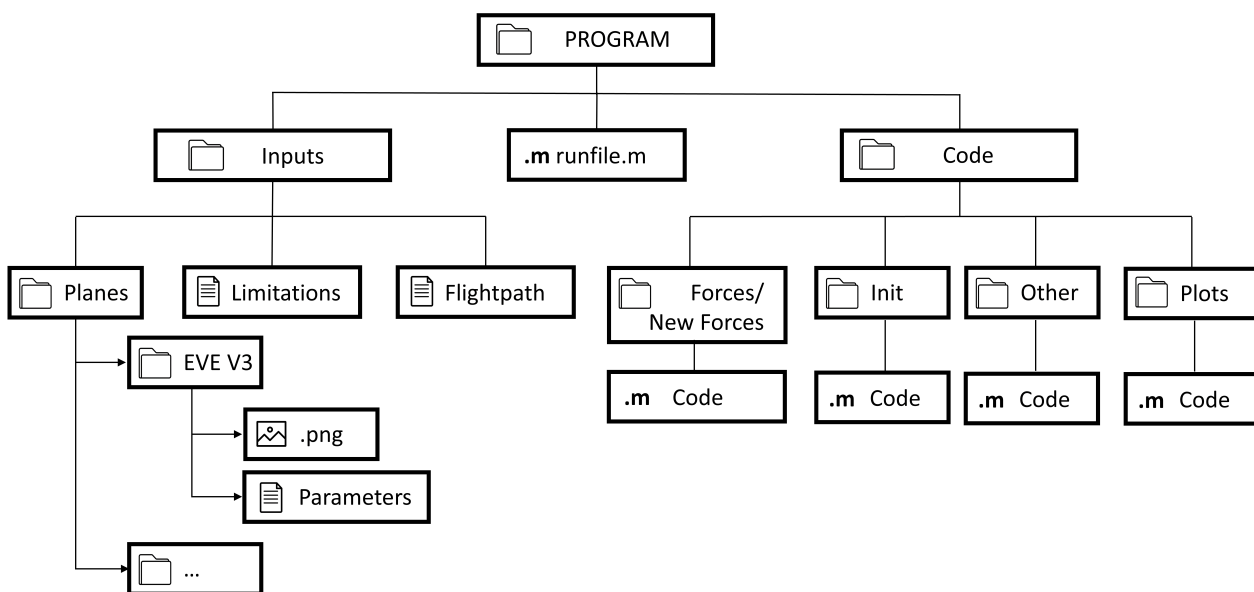 PROGRAM
Inputs
.m runfile.m
Code
Planes
Limitations
Flightpath
Forces/
New Forces
Init
Other
Plots
EVE V3
.m Code
.m Code
.m Code
.m Code
.png
Parameters
...